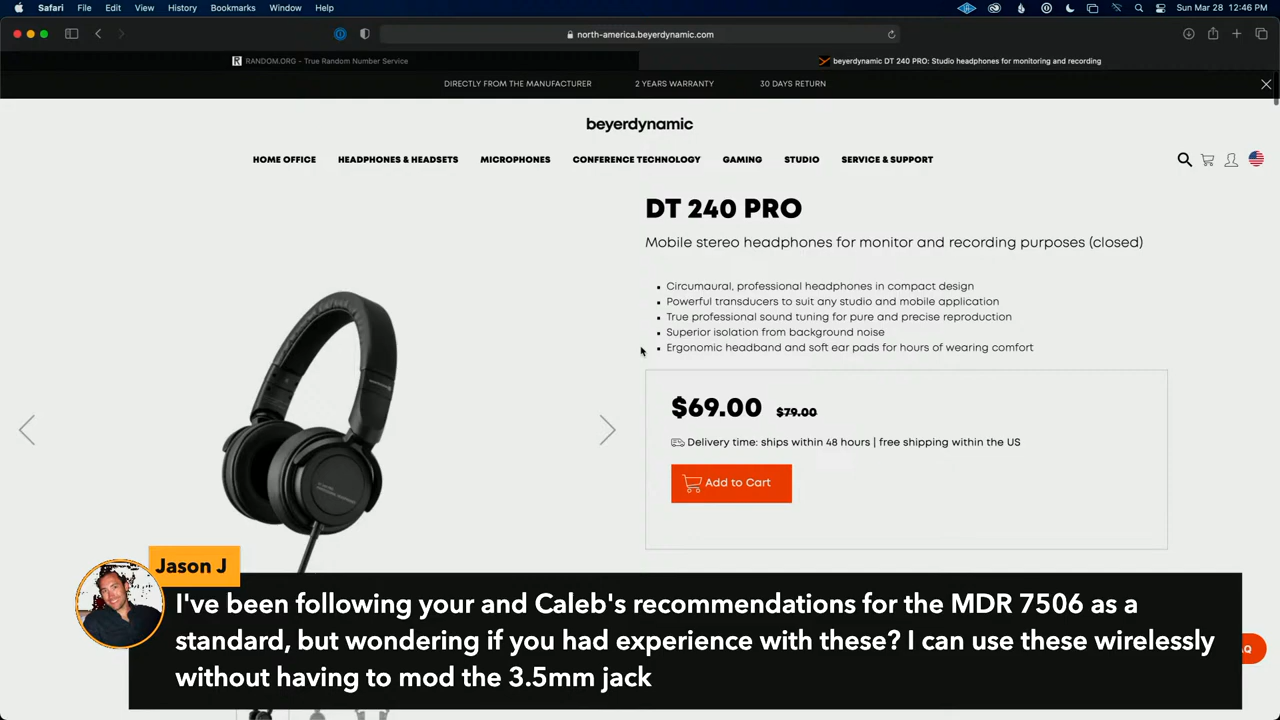 Safari File Edit View History Bookmarks Window Help
Sun Mar 28 12:46 PM
north-america.beyerdynamic.com
RANDOM.ORG - True Random Number Service
beyerdynamic DT 240 PRO: Studio headphones for monitoring and recording
DIRECTLY FROM THE MANUFACTURER 2 YEARS WARRANTY 30 DAYS RETURN
beyerdynamic
HOME OFFICE HEADPHONES & HEADSETS MICROPHONES CONFERENCE TECHNOLOGY GAMING STUDIO SERVICE & SUPPORT
DT 240 PRO
Mobile stereo headphones for monitor and recording purposes (closed)
Circumaural, professional headphones in compact design
Powerful transducers to suit any studio and mobile application
True professional sound tuning for pure and precise reproduction
Superior isolation from background noise
Ergonomic headband and soft ear pads for hours of wearing comfort
$69.00 $79.00
Delivery time: ships within 48 hours | free shipping within the US
Add to Cart
Jason J
I've been following your and Caleb's recommendations for the MDR 7506 as a
standard, but wondering if you had experience with these? I can use these wirelessly
without having to mod the 3.5mm jack